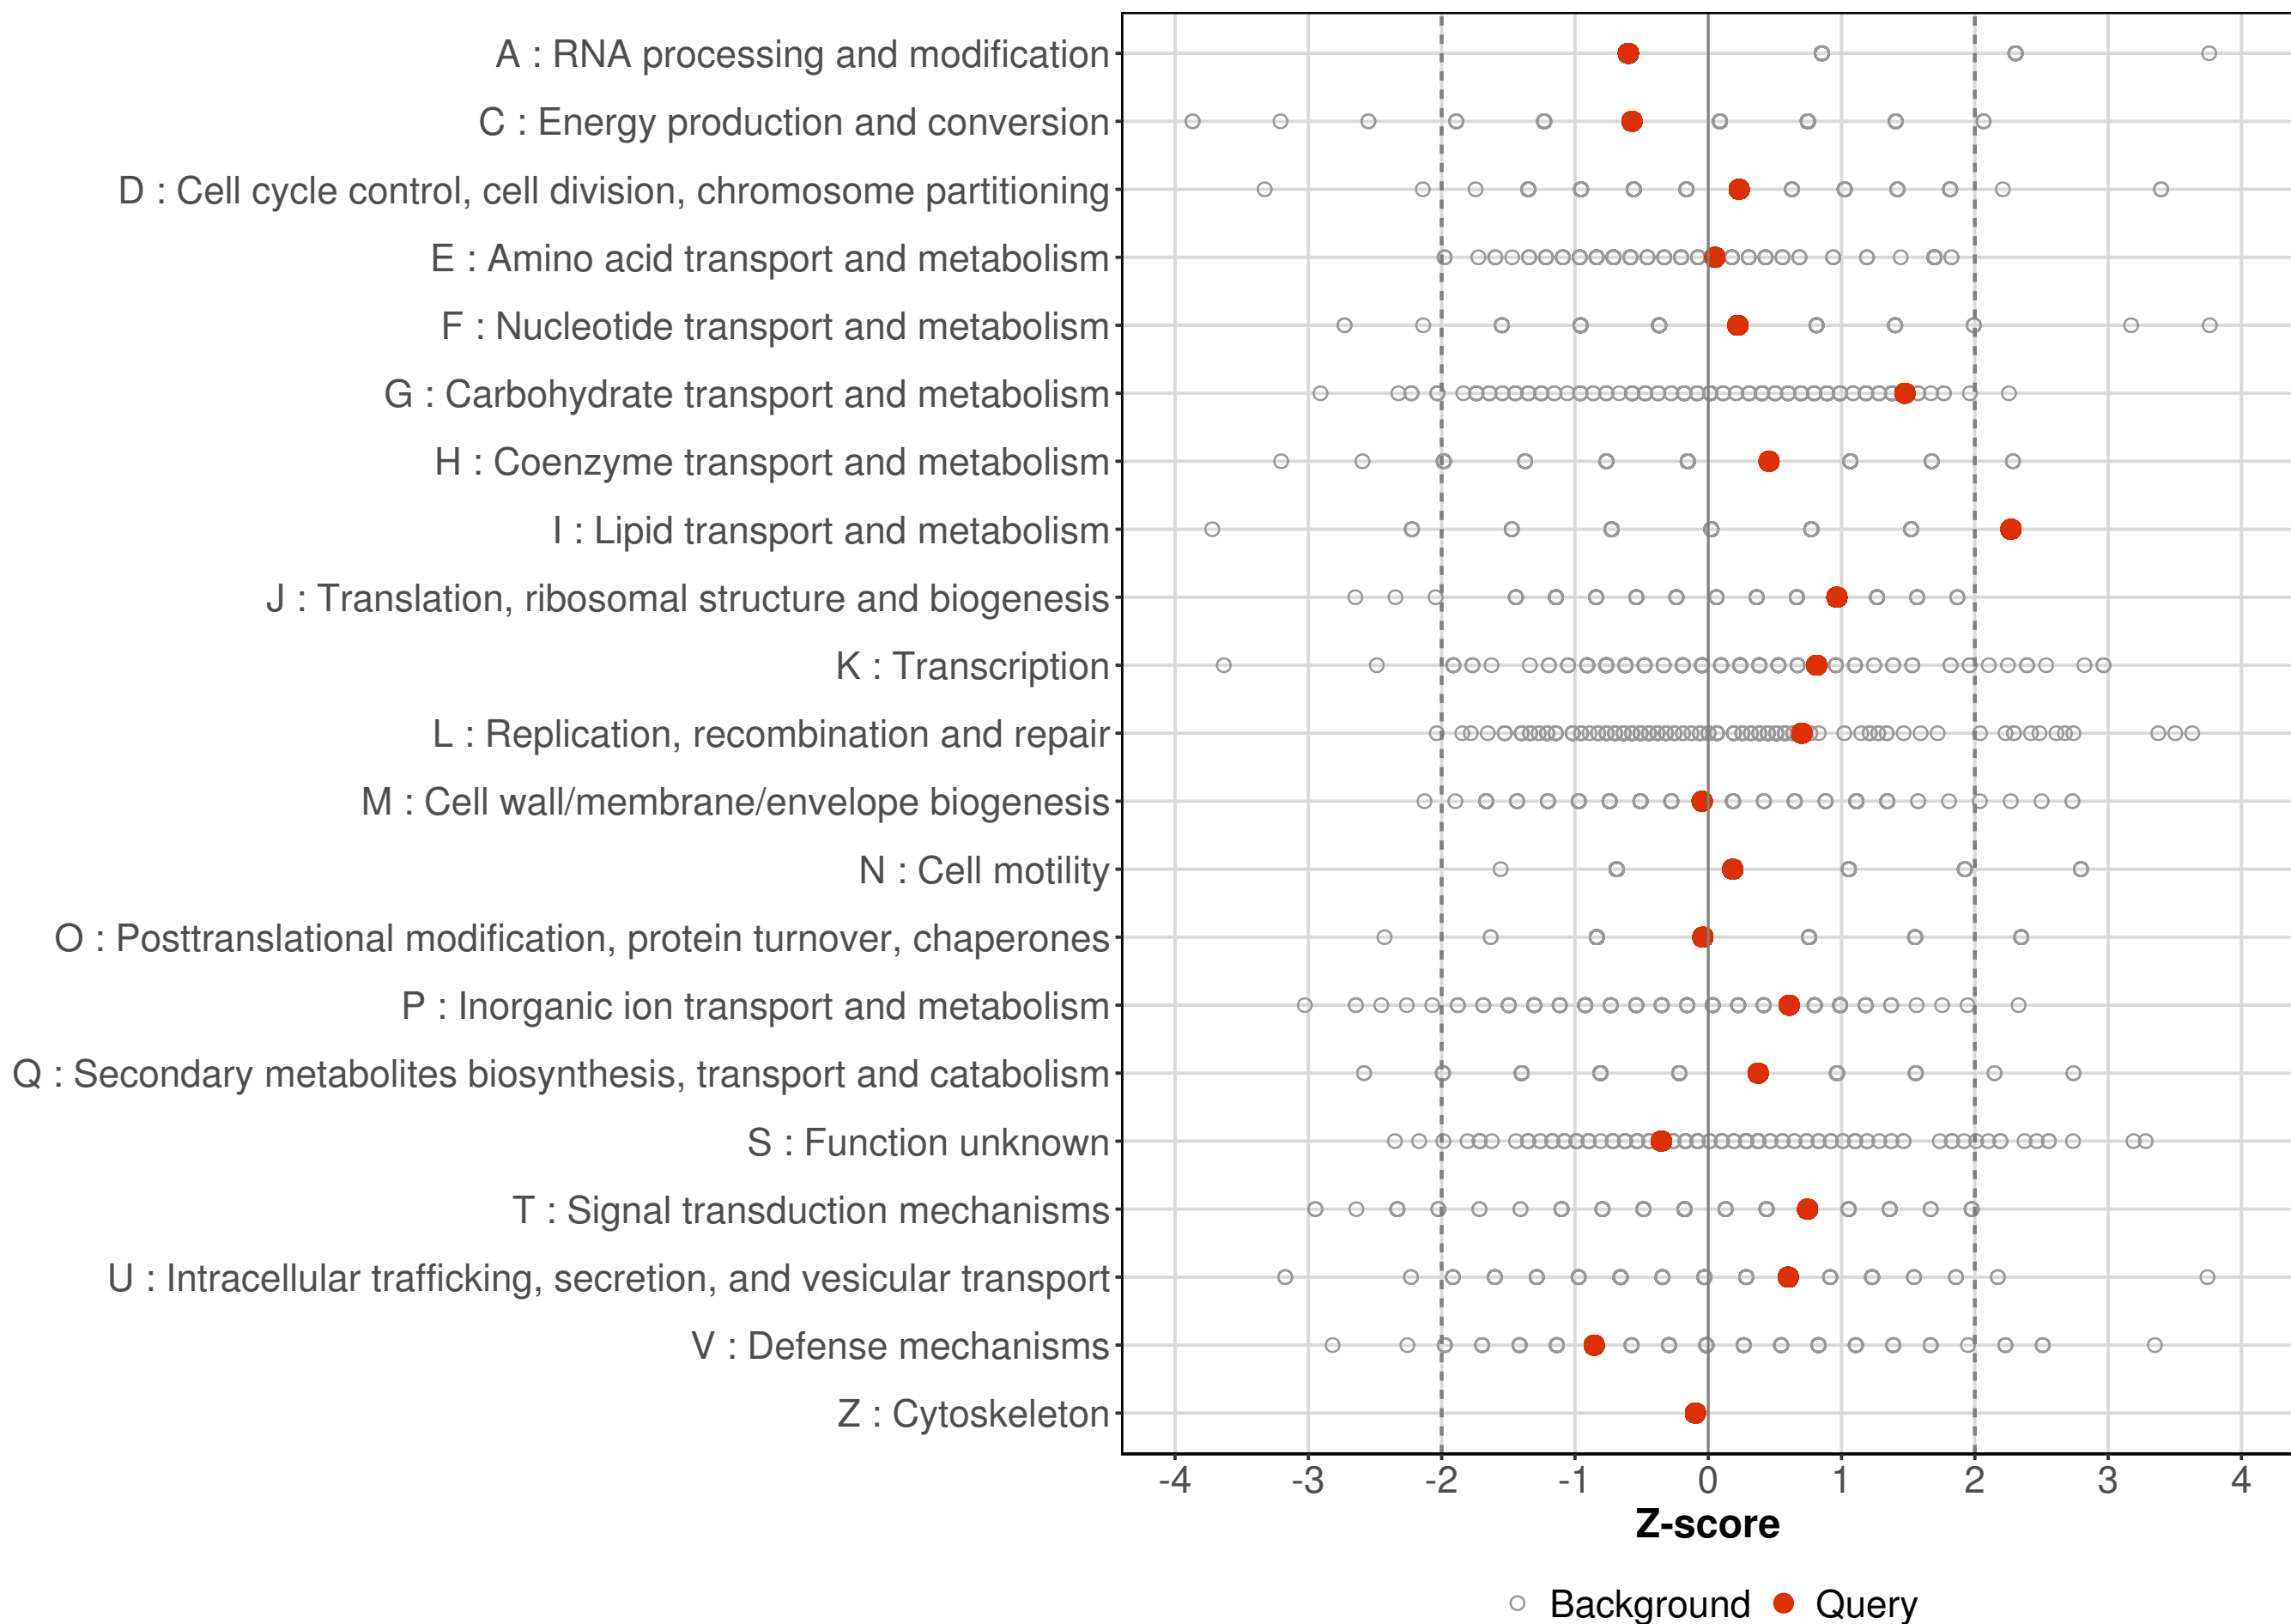 A : RNA processing and modification
C : Energy production and conversion
D : Cell cycle control, cell division, chromosome partitioning
E : Amino acid transport and metabolism
F : Nucleotide transport and metabolism
G : Carbohydrate transport and metabolism
H : Coenzyme transport and metabolism
I : Lipid transport and metabolism
J : Translation, ribosomal structure and biogenesis
K : Transcription
L : Replication, recombination and repair
M : Cell wall/membrane/envelope biogenesis
N : Cell motility
O : Posttranslational modification, protein turnover, chaperones
P : Inorganic ion transport and metabolism
Q : Secondary metabolites biosynthesis, transport and catabolism
S : Function unknown
T : Signal transduction mechanisms
U : Intracellular trafficking, secretion, and vesicular transport
V : Defense mechanisms
Z : Cytoskeleton
-4 -3 -2 -1 0 1 2 3 4
Z-score
Background Query